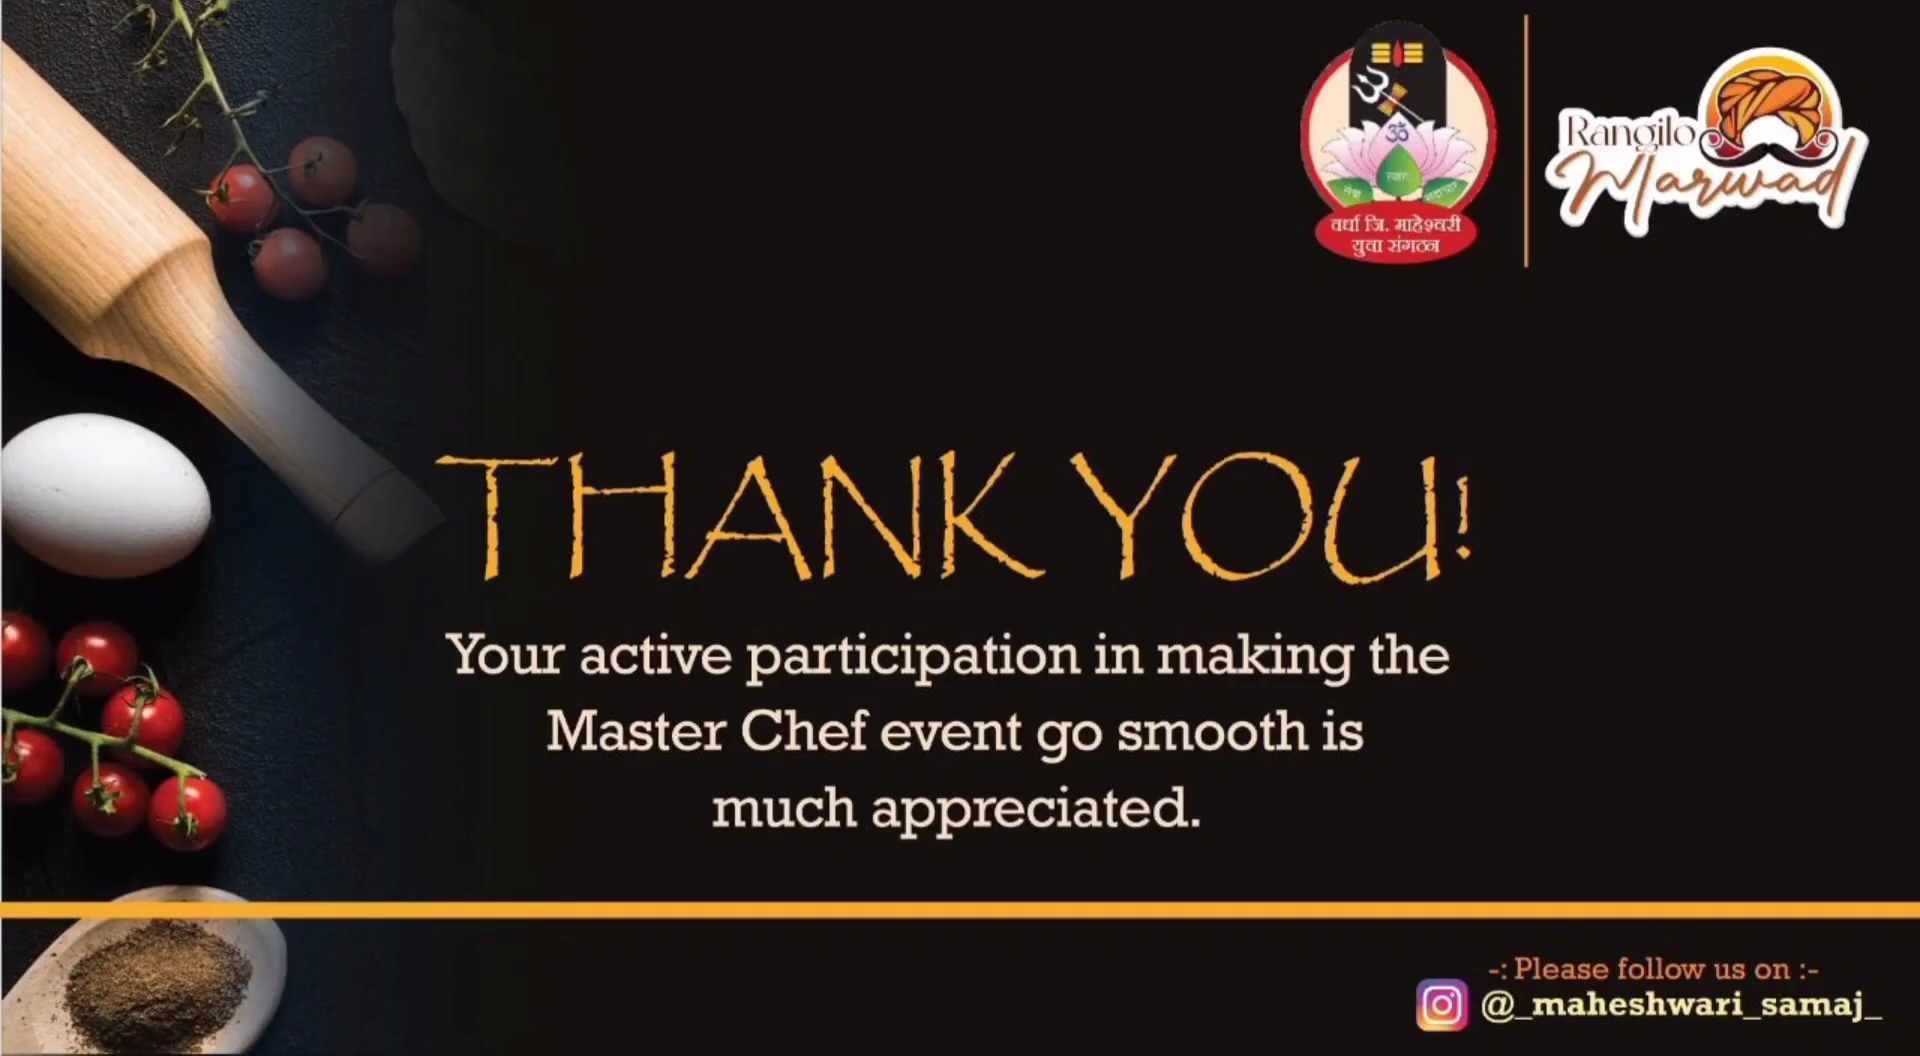 ॐ
सेवा
त्याग
सदाचार
वर्धा जि. माहेश्वरी
युवा संगठन
Rangilo
Marwad
THANK YOU!
Your active participation in making the
Master Chef event go smooth is
much appreciated.
-: Please follow us on :-
@_maheshwari_samaj_